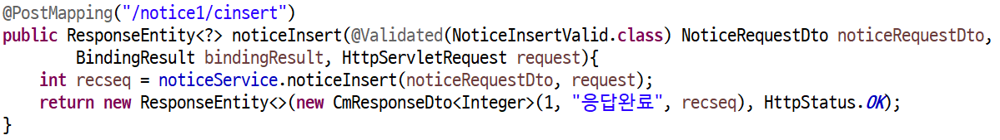 @PostMapping("/notice1/cinsert")
public ResponseEntity<?> noticeInsert(@Validated(NoticeInsertValid.class) NoticeRequestDto noticeRequestDto,
        BindingResult bindingResult, HttpServletRequest request){
    int recseq = noticeService.noticeInsert(noticeRequestDto, request);
    return new ResponseEntity<>(new CmResponseDto<Integer>(1, "응답완료", recseq), HttpStatus.OK);
}